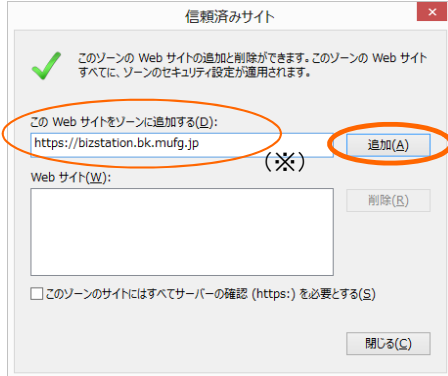 信頼済みサイト
×
このゾーンの Web サイトの追加と削除ができます。このゾーンの Web サイト
すべてに、ゾーンのセキュリティ設定が適用されます。
この Web サイトをゾーンに追加する(D):
https://bizstation.bk.mufg.jp
追加(A)
(※)
Web サイト(W):
削除(R)
このゾーンのサイトにはすべてサーバーの確認 (https:) を必要とする(S)
閉じる(C)